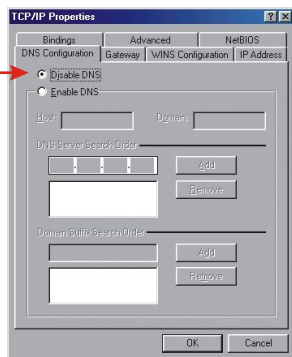 TCP/IP Properties
Bindings
Advanced
NetBIOS
DNS Configuration
Gateway
WINS Configuration
IP Address
Disable DNS
Enable DNS
Host:
Domain:
DNS Server Search Order
Add
Remove
Domain Suffix Search Order
Add
Remove
OK
Cancel